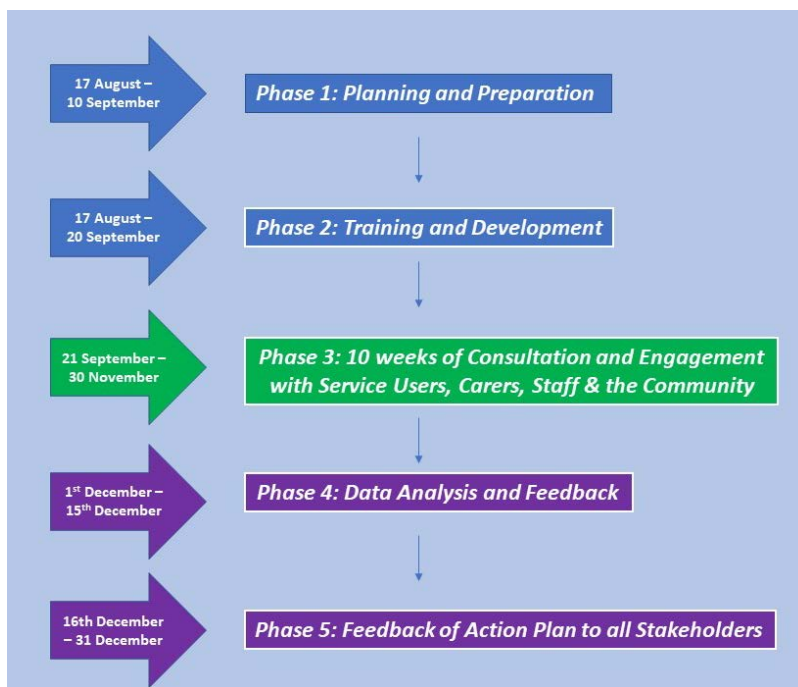 17 August –
10 September
Phase 1: Planning and Preparation
17 August –
20 September
Phase 2: Training and Development
21 September –
30 November
Phase 3: 10 weeks of Consultation and Engagement
with Service Users, Carers, Staff & the Community
1st December –
15th December
Phase 4: Data Analysis and Feedback
16th December
– 31 December
Phase 5: Feedback of Action Plan to all Stakeholders